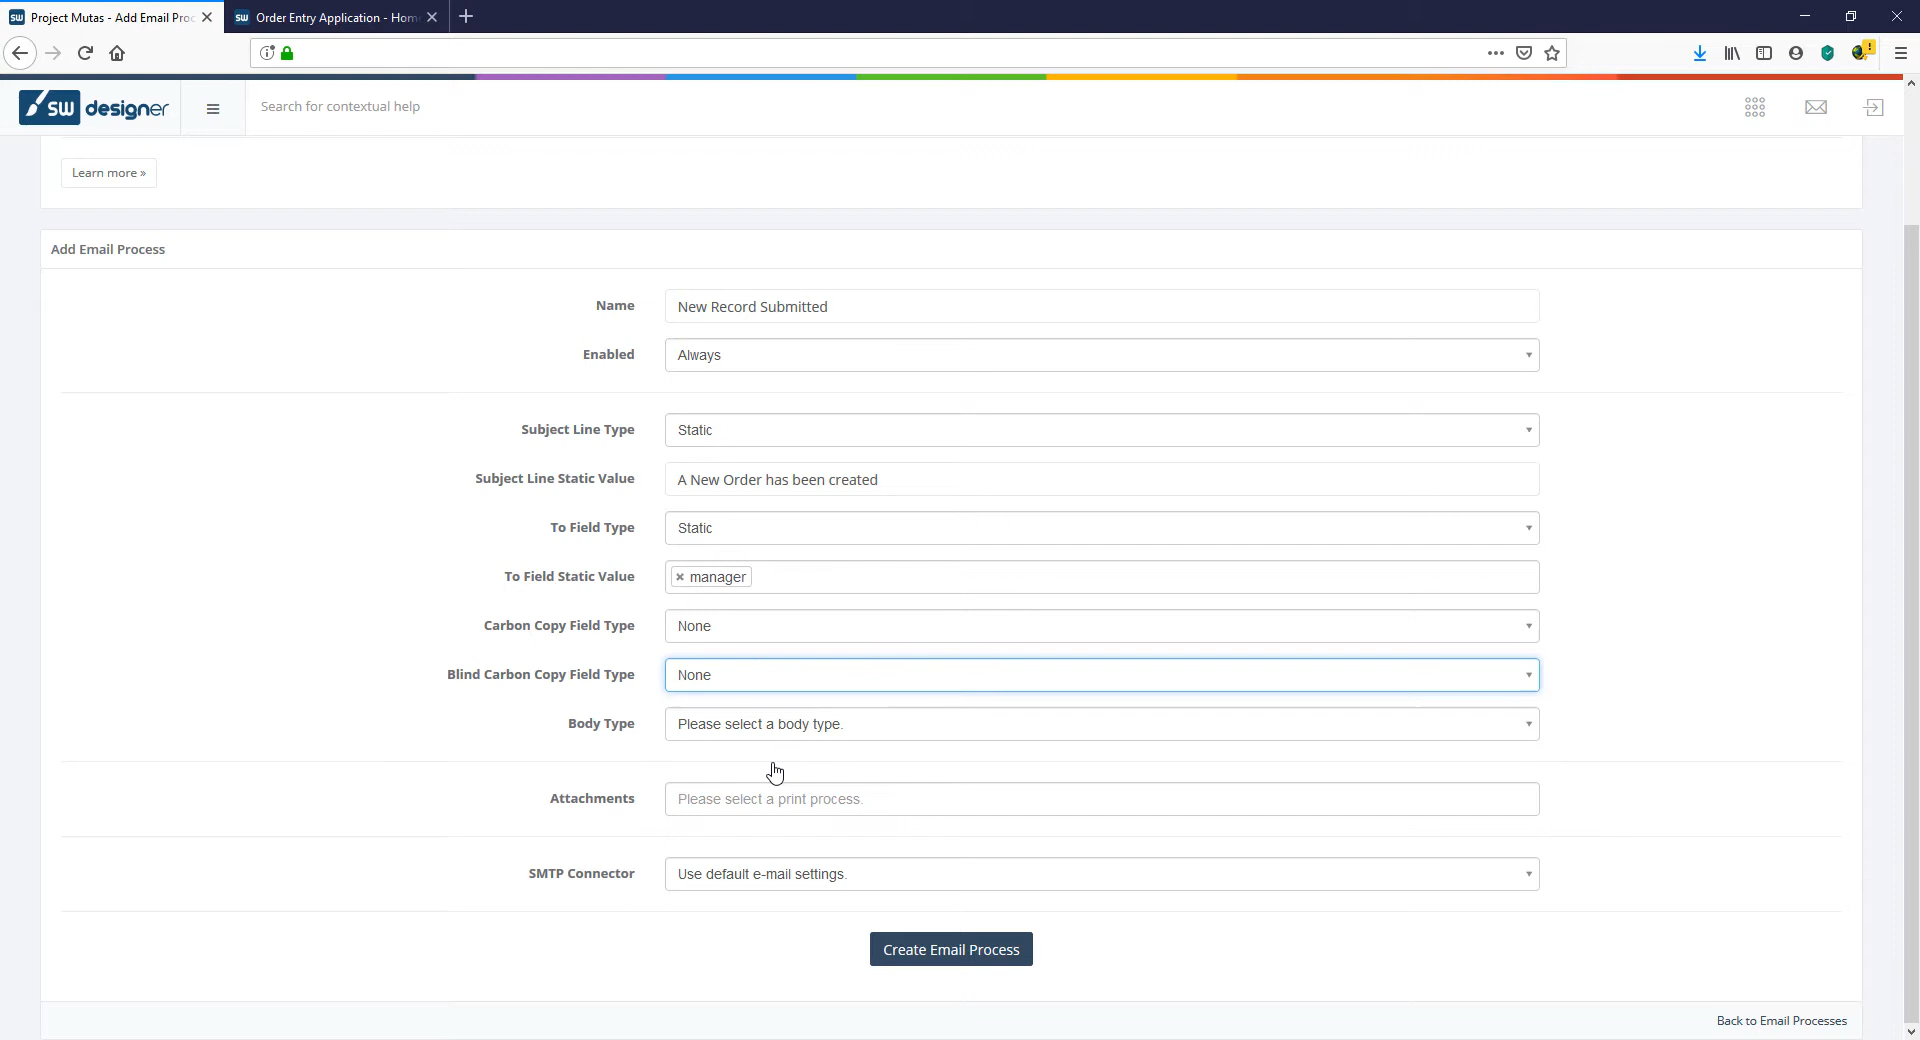 Project Mutas - Add Email Proc
Order Entry Application - Hom
SW designer
Search for contextual help
Learn more »
Add Email Process
Name
New Record Submitted
Enabled
Always
Subject Line Type
Static
Subject Line Static Value
A New Order has been created
To Field Type
Static
To Field Static Value
× manager
Carbon Copy Field Type
None
Blind Carbon Copy Field Type
None
Body Type
Please select a body type.
Attachments
Please select a print process.
SMTP Connector
Use default e-mail settings.
Create Email Process
Back to Email Processes